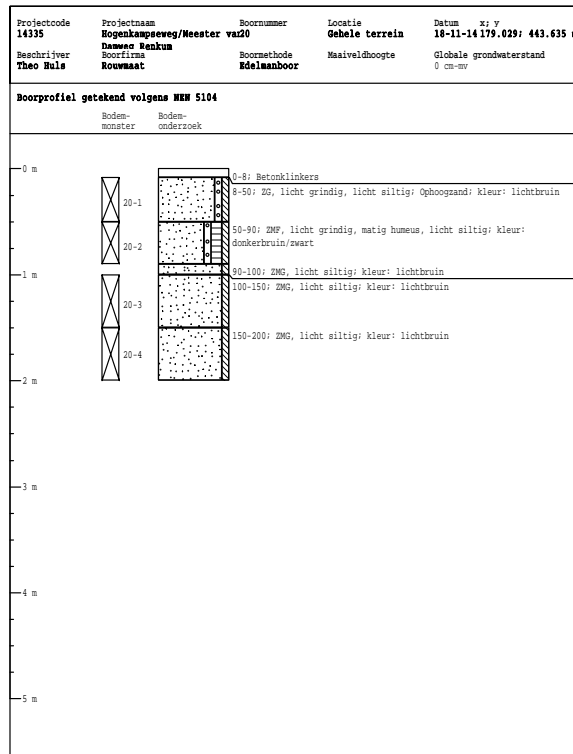 Projectcode Projectnaam Boornummer Locatie Datum x; y
14335 Hogenkampseweg/Meester van 20 Gehele terrein 18-11-14 179.029; 443.635
Damweg Renkum
Beschrijver Boorfirma Boormethode Maaiveldhoogte Globale grondwaterstand
Theo Huls Rouwmaat Edelmanboor 0 cm-mv
Boorprofiel getekend volgens NEN 5104
Bodem- Bodem-
monster onderzoek
0 m
0-8; Betonklinkers
8-50; ZG, licht grindig, licht siltig; Ophoogzand; kleur: lichtbruin
20-1
50-90; ZMF, licht grindig, matig humeus, licht siltig; kleur:
donkerbruin/zwart
20-2
90-100; ZMG, licht siltig; kleur: lichtbruin
1 m
100-150; ZMG, licht siltig; kleur: lichtbruin
20-3
150-200; ZMG, licht siltig; kleur: lichtbruin
20-4
2 m
3 m
4 m
5 m